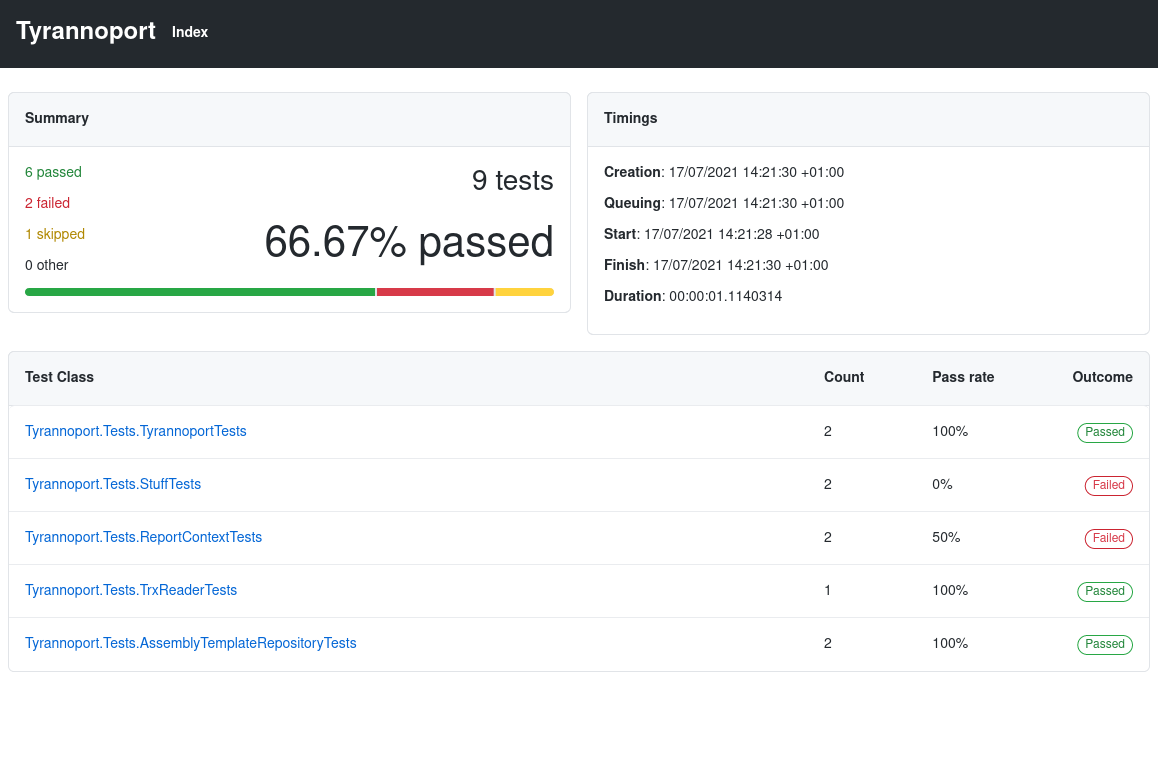 Tyrannoport Index
Summary
6 passed
9 tests
2 failed
1 skipped
66.67% passed
0 other
Timings
Creation: 17/07/2021 14:21:30 +01:00
Queuing: 17/07/2021 14:21:30 +01:00
Start: 17/07/2021 14:21:28 +01:00
Finish: 17/07/2021 14:21:30 +01:00
Duration: 00:00:01.1140314
Test Class Count Pass rate Outcome
Tyrannoport.Tests.TyrannoportTests 2 100% Passed
Tyrannoport.Tests.StuffTests 2 0% Failed
Tyrannoport.Tests.ReportContextTests 2 50% Failed
Tyrannoport.Tests.TrxReaderTests 1 100% Passed
Tyrannoport.Tests.AssemblyTemplateRepositoryTests 2 100% Passed